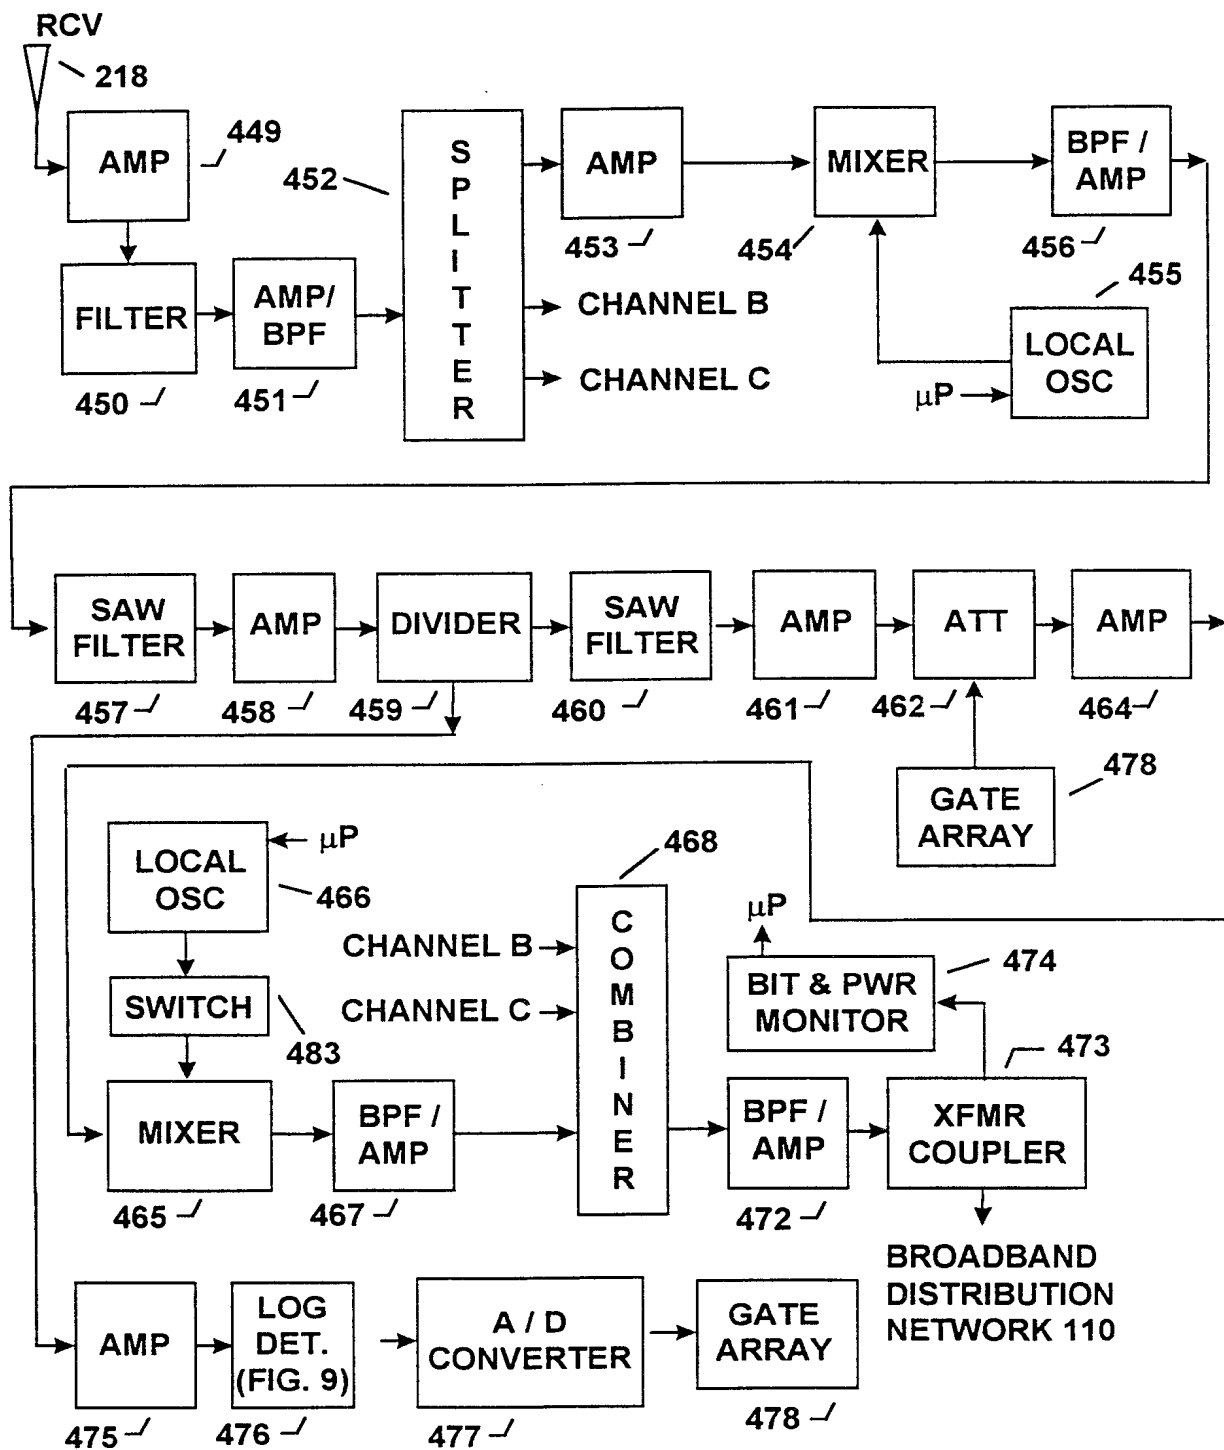 RCV
218
AMP
449
FILTER
450
AMP/
BPF
451
452
SPLITTER
AMP
453
CHANNEL B
CHANNEL C
MIXER
454
BPF /
AMP
456
455
LOCAL
OSC
µP
SAW
FILTER
457
AMP
458
DIVIDER
459
SAW
FILTER
460
AMP
461
ATT
462
AMP
464
GATE
ARRAY
478
LOCAL
OSC
µP
466
SWITCH
483
MIXER
465
BPF /
AMP
467
CHANNEL B
CHANNEL C
468
COMBINER
µP
BIT & PWR
MONITOR
474
BPF /
AMP
472
XFMR
COUPLER
473
BROADBAND
DISTRIBUTION
NETWORK 110
AMP
475
LOG
DET.
(FIG. 9)
476
A / D
CONVERTER
477
GATE
ARRAY
478